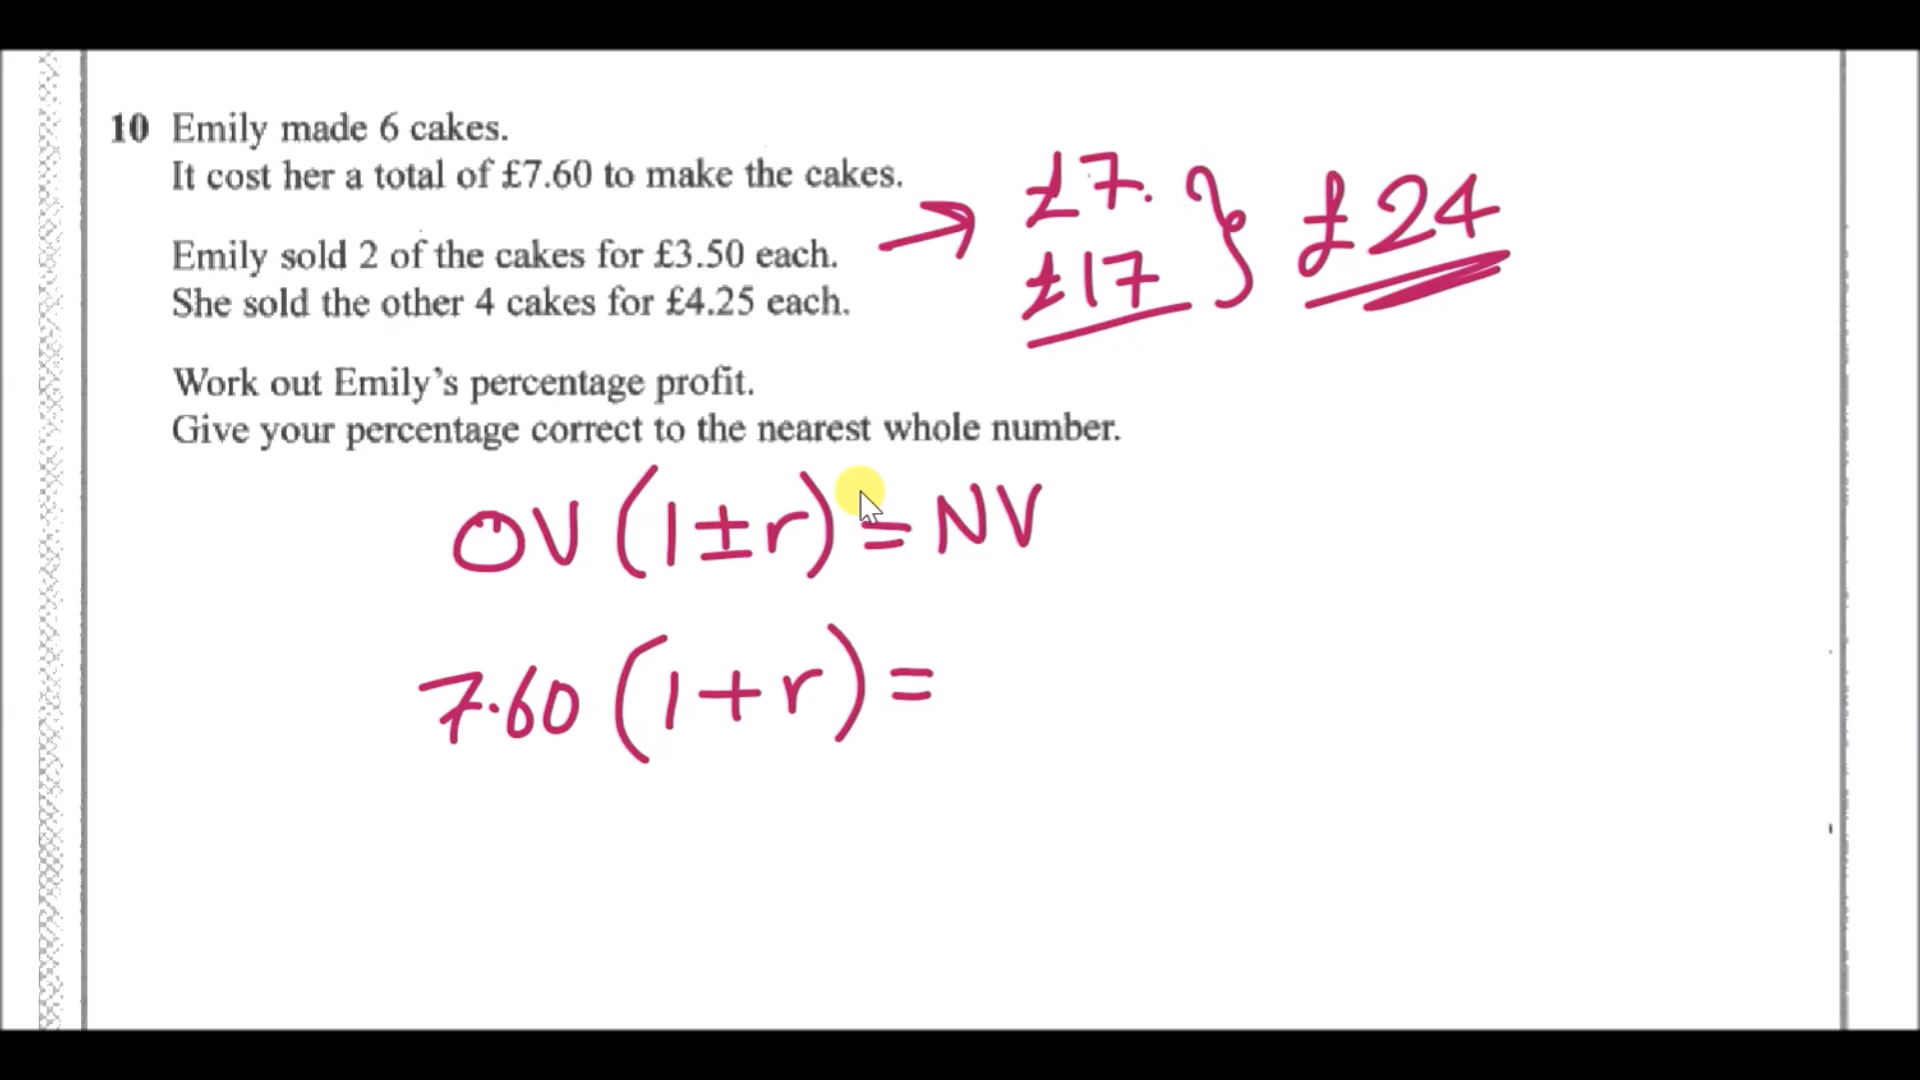 10 Emily made 6 cakes.
It cost her a total of £7.60 to make the cakes.
Emily sold 2 of the cakes for £3.50 each.
She sold the other 4 cakes for £4.25 each.
→ £7.
£17
} £24
Work out Emily's percentage profit.
Give your percentage correct to the nearest whole number.
OV (1±r) = NV
7.60 (1+r) =